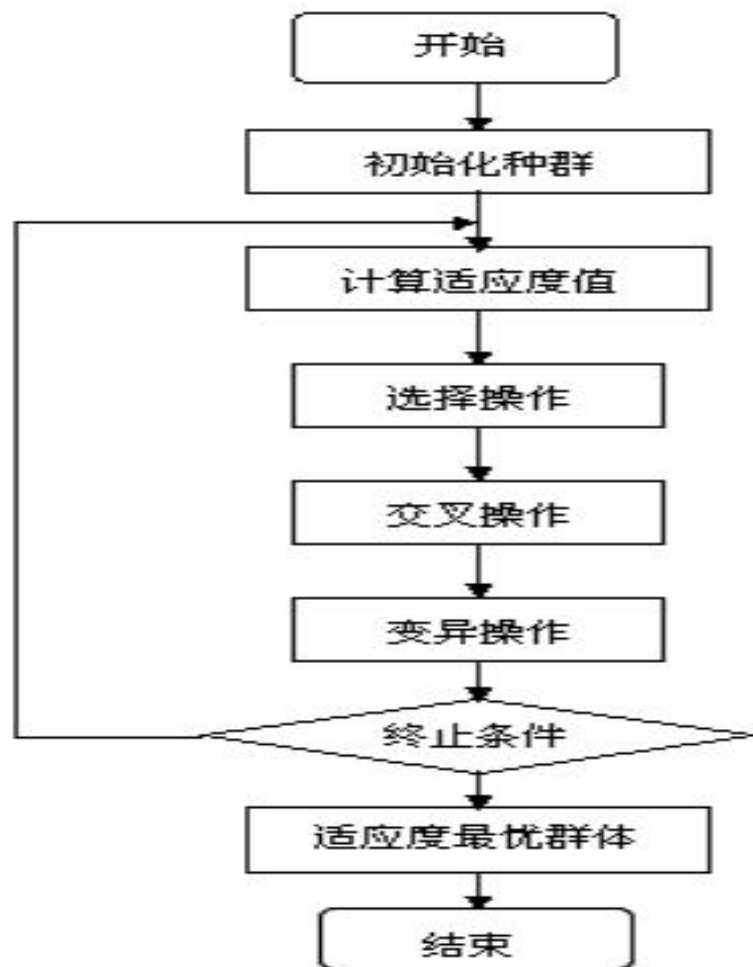 开始
初始化种群
计算适应度值
选择操作
交叉操作
变异操作
终止条件
适应度最优群体
结束